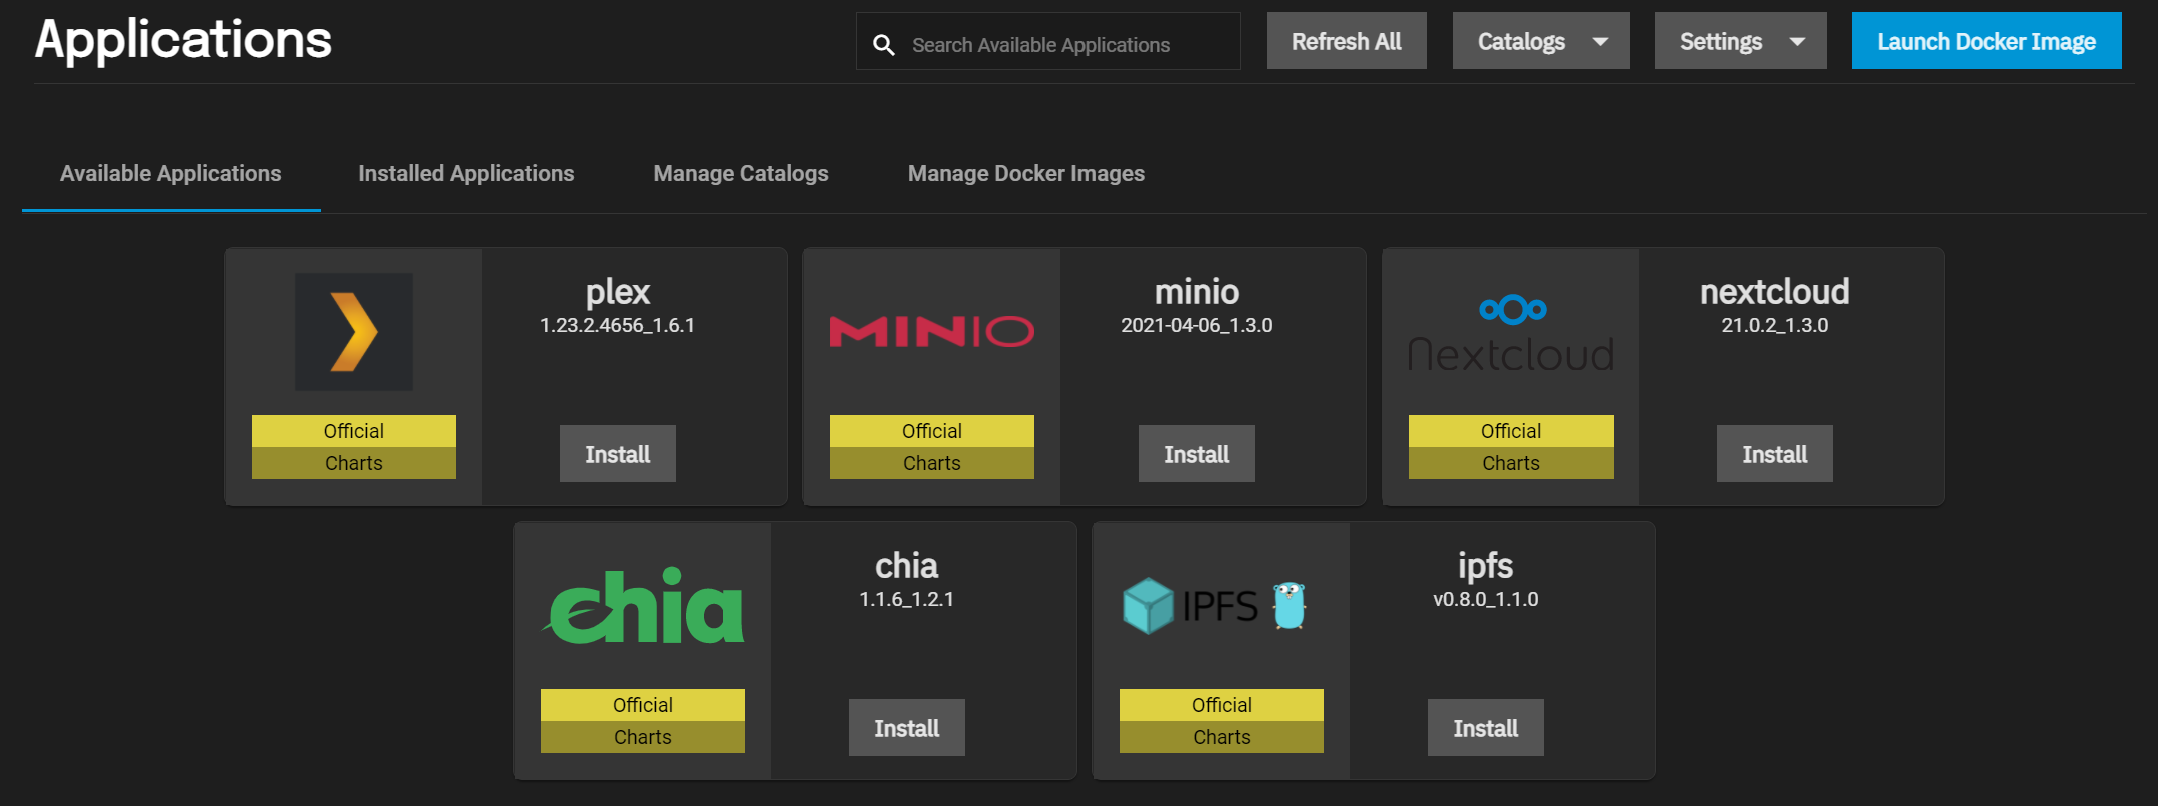 Applications
Search Available Applications
Refresh All
Catalogs
Settings
Launch Docker Image
Available Applications
Installed Applications
Manage Catalogs
Manage Docker Images
plex
1.23.2.4656_1.6.1
Official
Charts
Install
MINIO
minio
2021-04-06_1.3.0
Official
Charts
Install
Nextcloud
nextcloud
21.0.2_1.3.0
Official
Charts
Install
chia
chia
1.1.6_1.2.1
Official
Charts
Install
IPFS
ipfs
v0.8.0_1.1.0
Official
Charts
Install